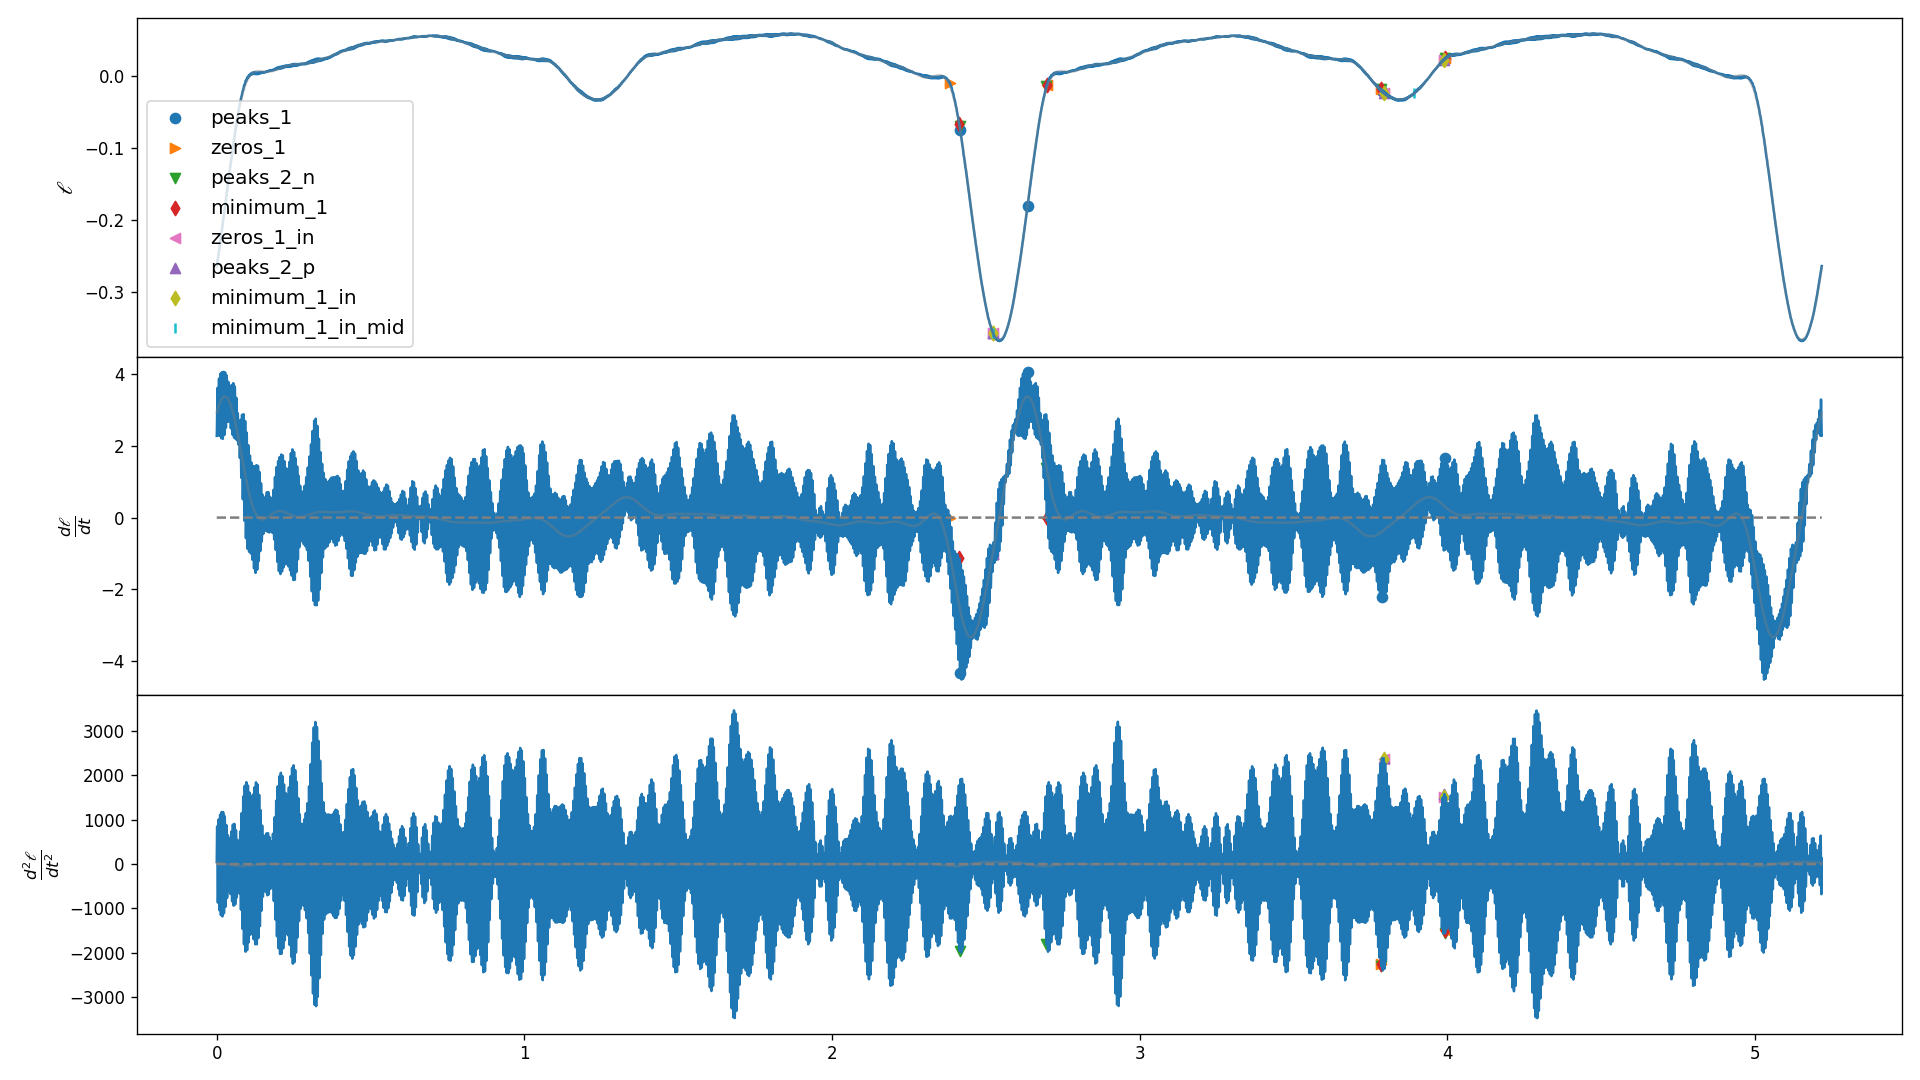 0.0
−0.1
−0.2
−0.3
ℓ
peaks_1
zeros_1
peaks_2_n
minimum_1
zeros_1_in
peaks_2_p
minimum_1_in
minimum_1_in_mid
4
2
0
−2
−4
dℓ
dt
3000
2000
1000
0
−1000
−2000
−3000
d²ℓ
dt²
0 1 2 3 4 5